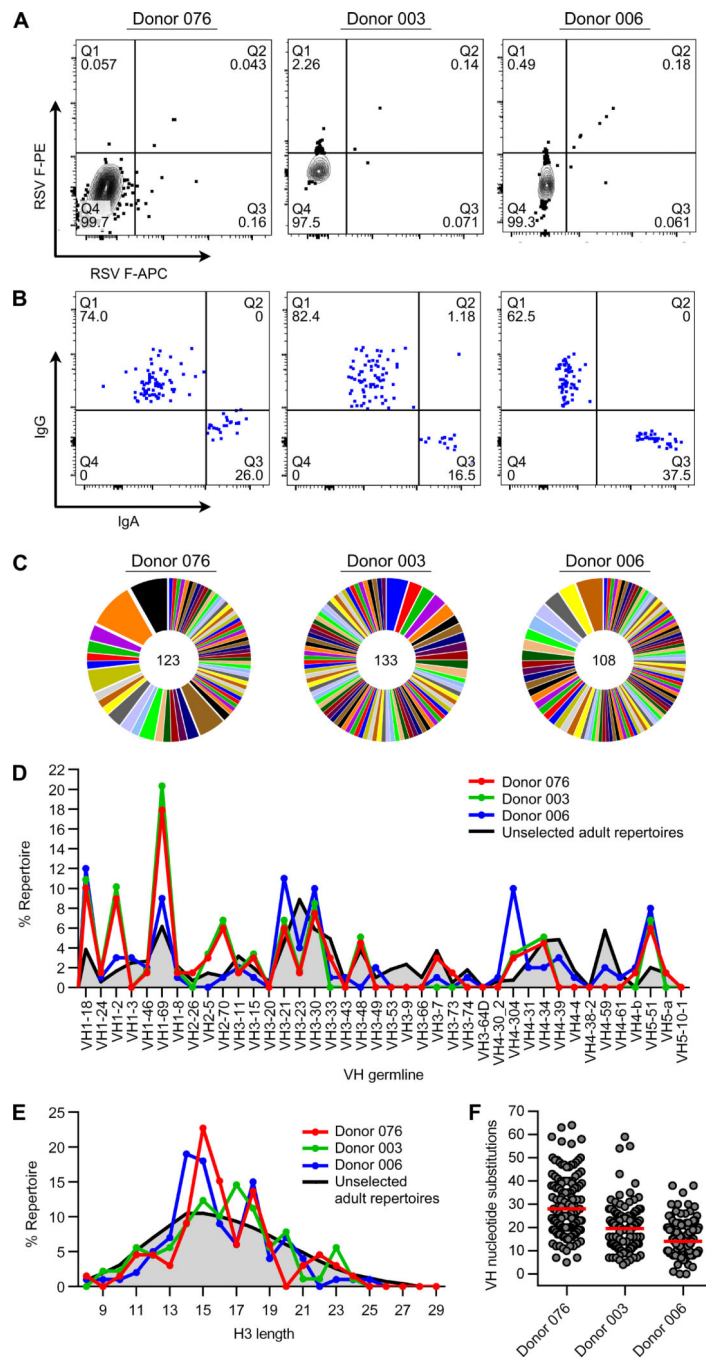 A
Donor 076 Donor 003 Donor 006
Q1 Q2 Q1 Q2 Q1 Q2
0.057 0.043 2.26 0.14 0.49 0.18
RSV F-PE
Q4 Q3 Q4 Q3 Q4 Q3
99.7 0.16 97.5 0.071 99.3 0.061
RSV F-APC
B
Q1 Q2 Q1 Q2 Q1 Q2
74.0 0 82.4 1.18 62.5 0
IgG
Q4 Q3 Q4 Q3 Q4 Q3
0 26.0 0 16.5 0 37.5
IgA
C
Donor 076 Donor 003 Donor 006
123 133 108
D
22
20
18
16
14
12
10
8
6
4
2
0
% Repertoire
Donor 076
Donor 003
Donor 006
Unselected adult repertoires
VH1-18
VH1-24
VH1-2
VH1-3
VH1-46
VH1-69
VH1-8
VH2-26
VH2-5
VH2-70
VH3-11
VH3-15
VH3-20
VH3-21
VH3-23
VH3-30
VH3-33
VH3-43
VH3-48
VH3-49
VH3-53
VH3-9
VH3-66
VH3-7
VH3-73
VH3-74
VH3-64D
VH4-30_2
VH4-304
VH4-31
VH4-34
VH4-39
VH4-4
VH4-38-2
VH4-59
VH4-61
VH4-b
VH5-51
VH5-a
VH5-10-1
VH germline
E
25
20
15
10
5
0
% Repertoire
Donor 076
Donor 003
Donor 006
Unselected
adult repertoires
9 11 13 15 17 19 21 23 25 27 29
H3 length
F
70
60
50
40
30
20
10
0
VH nucleotide substitutions
Donor 076
Donor 003
Donor 006